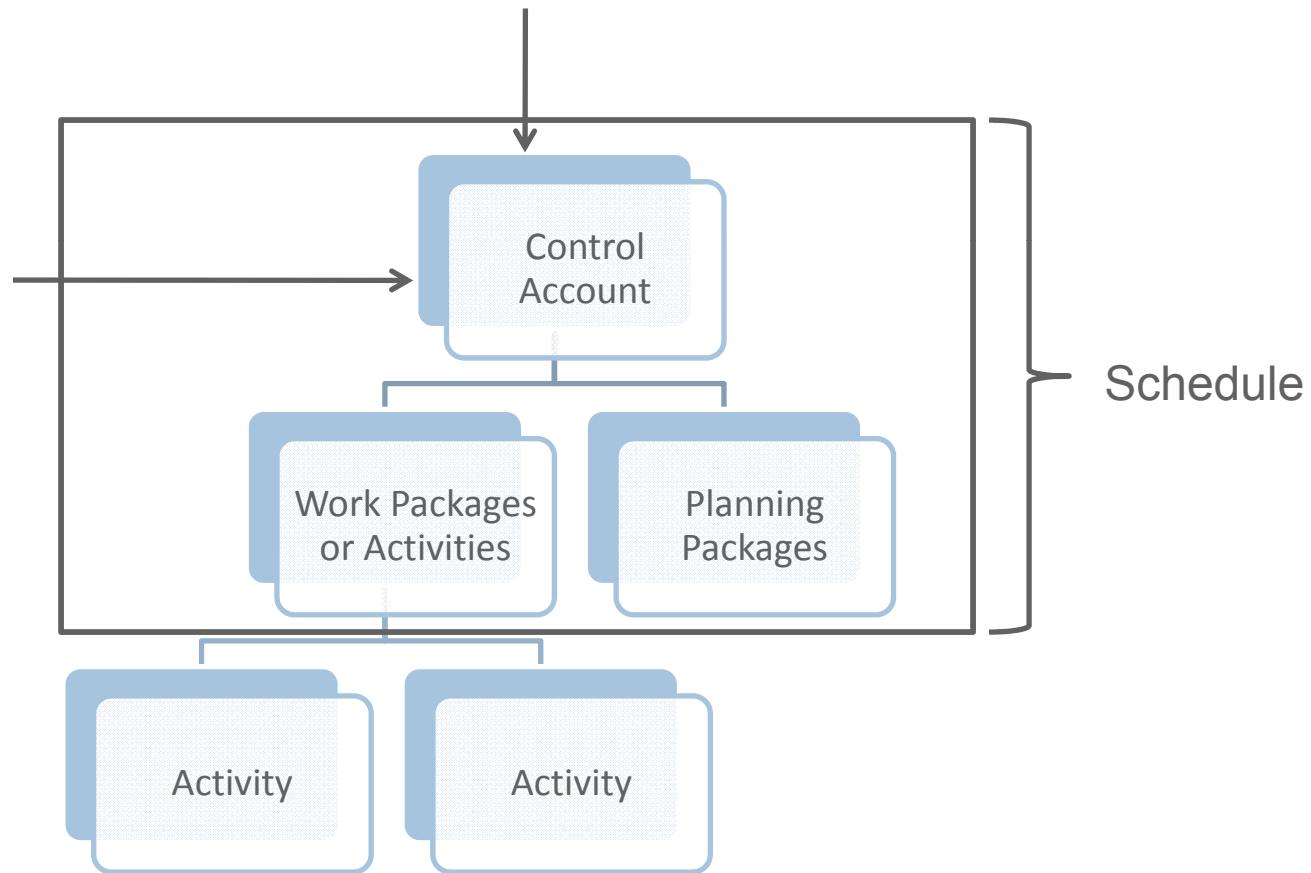 Control
Account
Schedule
Work Packages
or Activities
Planning
Packages
Activity
Activity